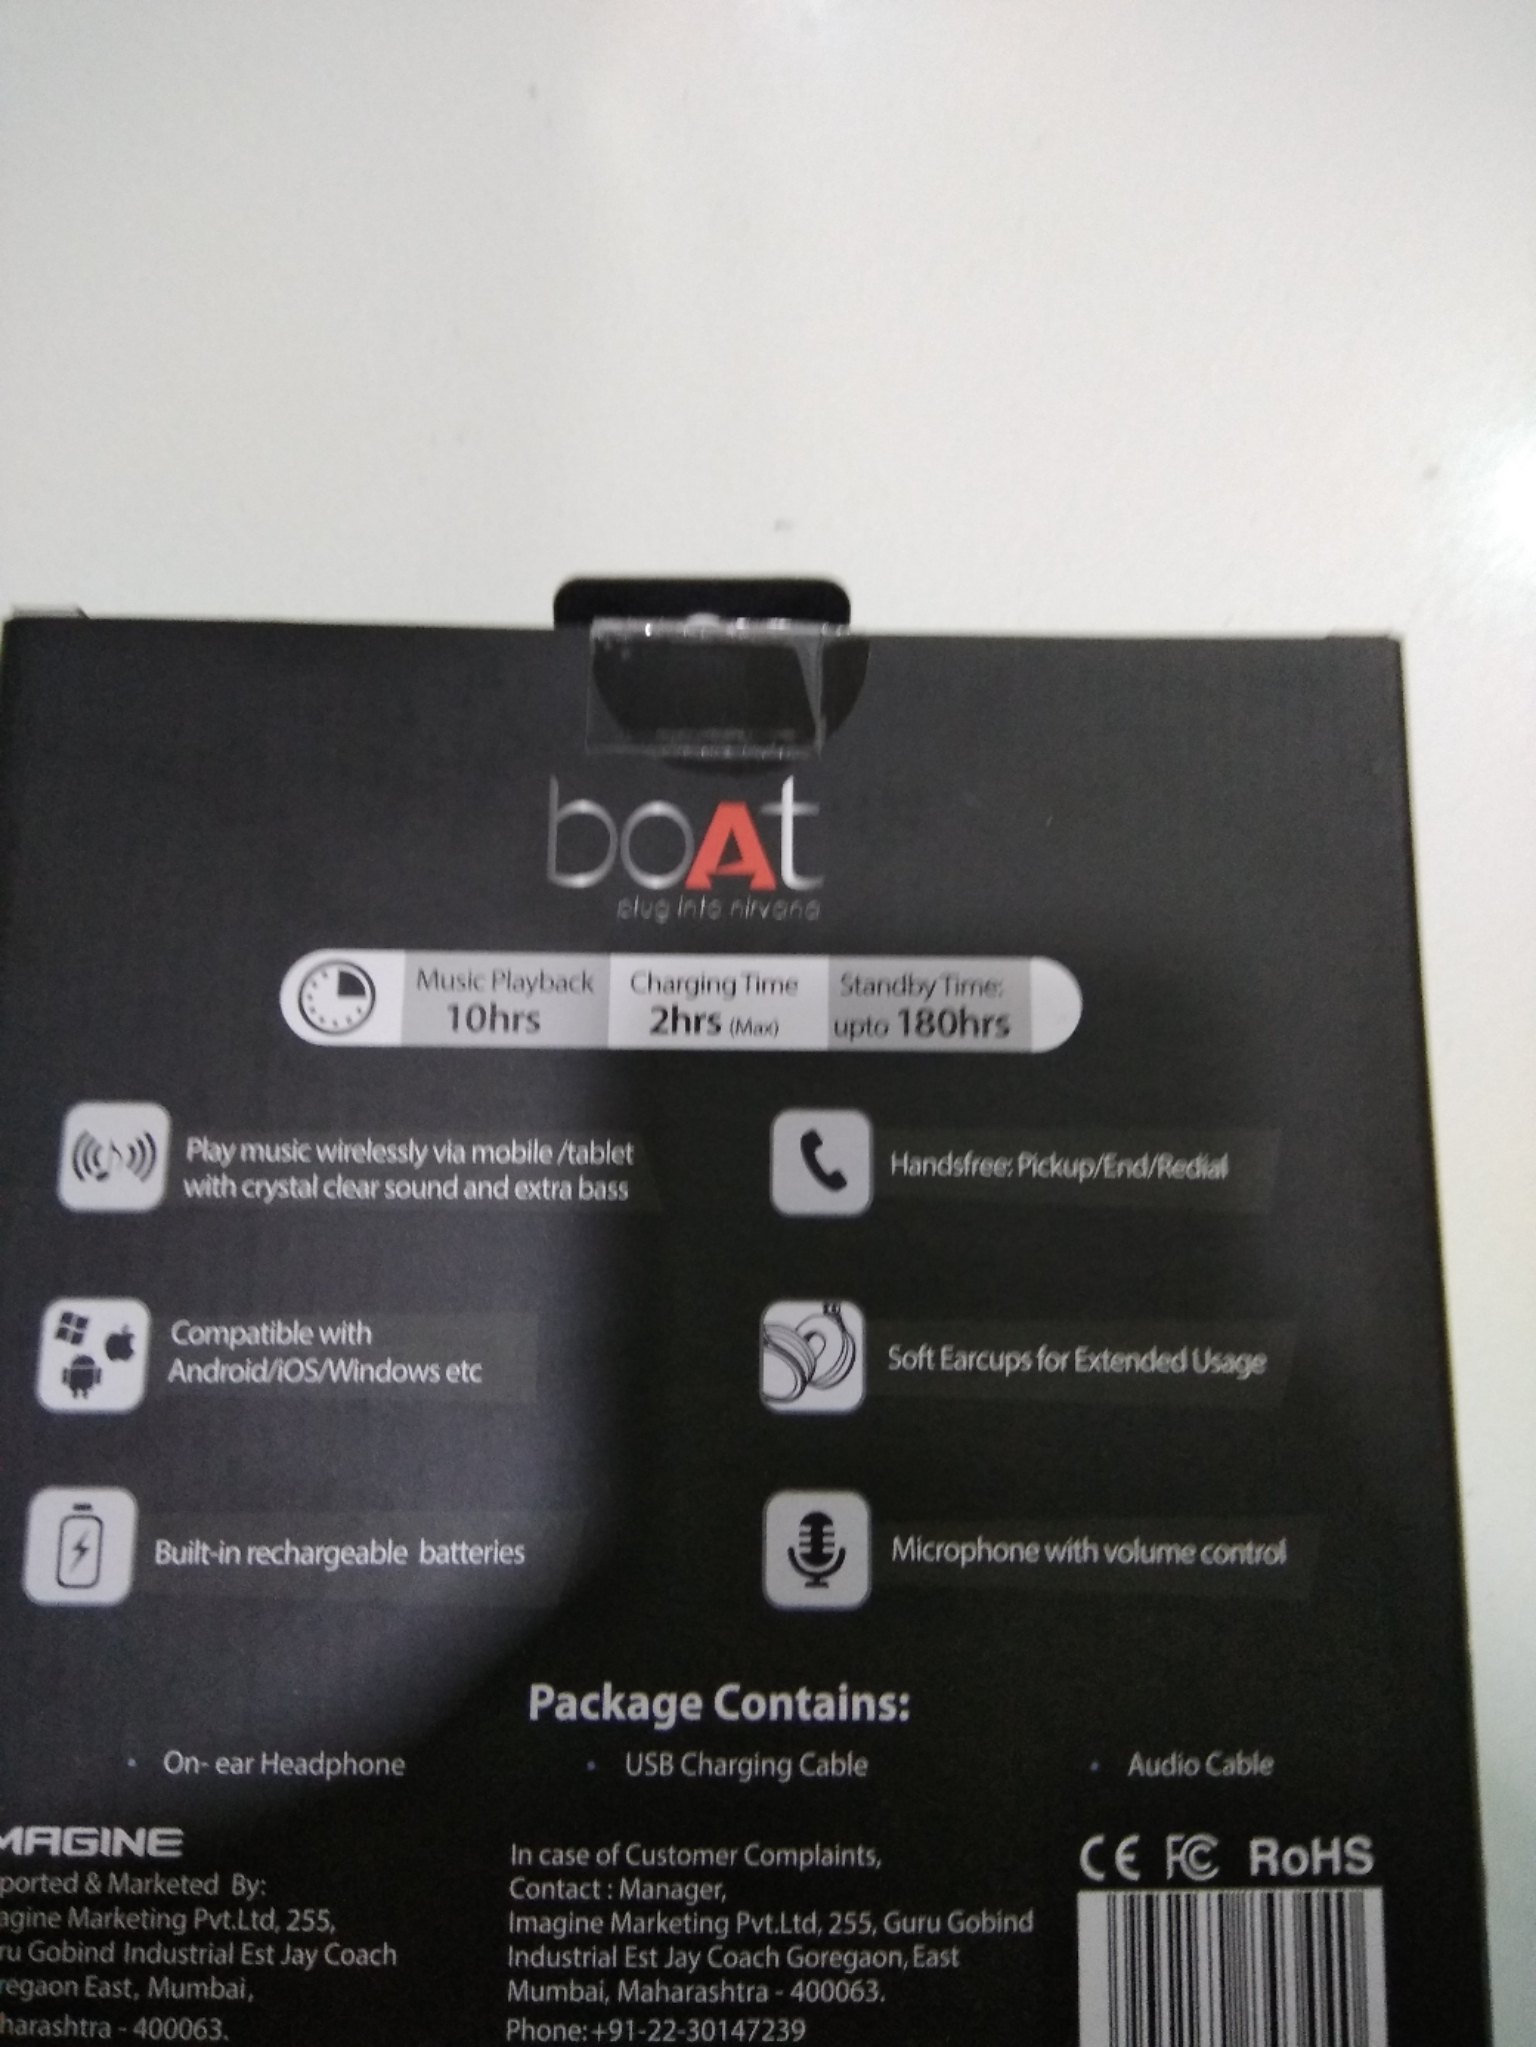 boAt
plug into nirvana
Music Playback
10hrs
Charging Time
2hrs (Max)
Standby Time:
upto 180hrs
Play music wirelessly via mobile /tablet
with crystal clear sound and extra bass
Handsfree: Pickup/End/Redial
Compatible with
Android/iOS/Windows etc
Soft Earcups for Extended Usage
Built-in rechargeable batteries
Microphone with volume control
Package Contains:
• On- ear Headphone
• USB Charging Cable
• Audio Cable
MAGINE
ported & Marketed By:
agine Marketing Pvt.Ltd, 255,
ru Gobind Industrial Est Jay Coach
regaon East, Mumbai,
harashtra - 400063.
In case of Customer Complaints,
Contact : Manager,
Imagine Marketing Pvt.Ltd, 255, Guru Gobind
Industrial Est Jay Coach Goregaon, East
Mumbai, Maharashtra - 400063.
Phone: +91-22-30147239
CE FC RoHS